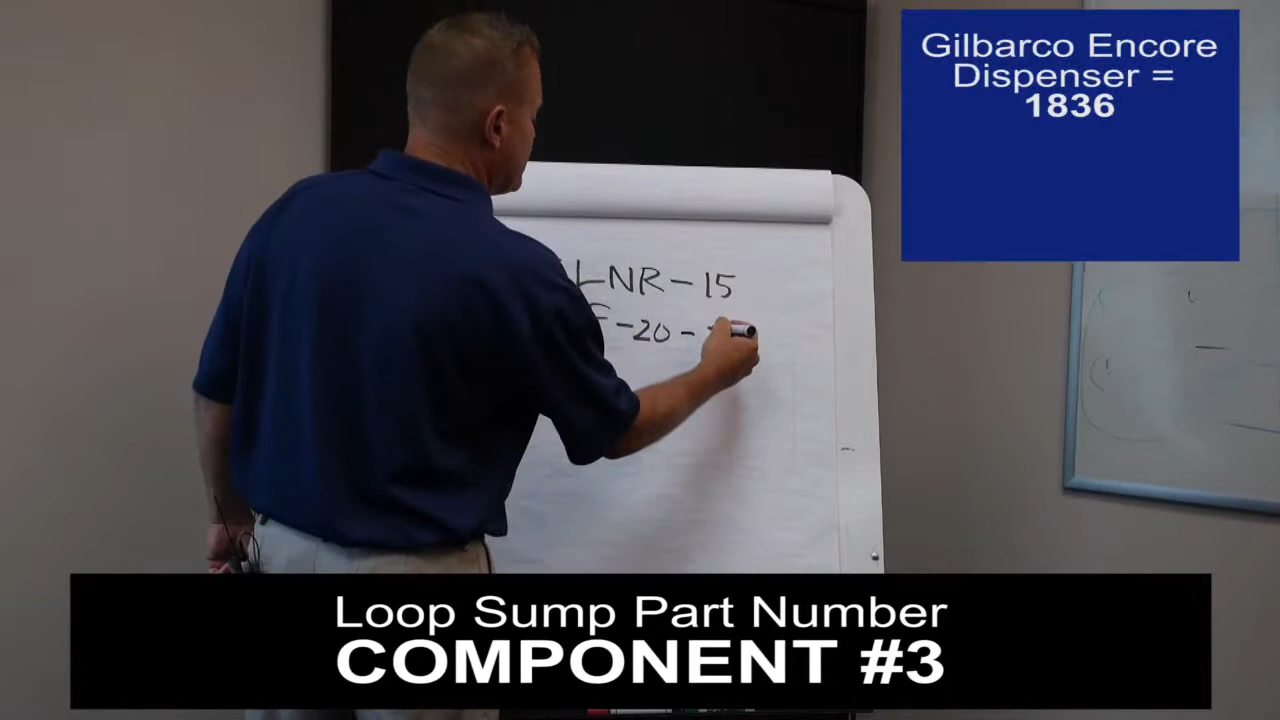 Gilbarco Encore
Dispenser =
1836
LNR-15
-20-
Loop Sump Part Number
COMPONENT #3